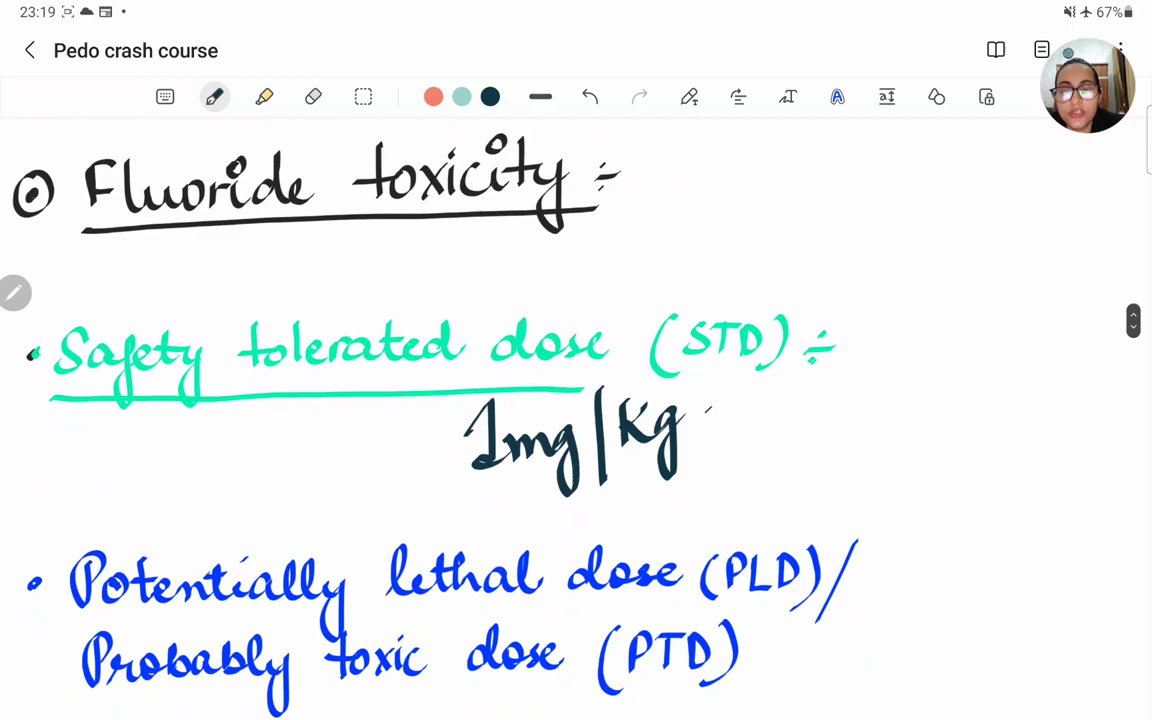 23:19
67%
Pedo crash course
Fluoride toxicity :-
• Safety tolerated dose (STD) :-
1mg/Kg
• Potentially lethal dose (PLD)/
Probably toxic dose (PTD)